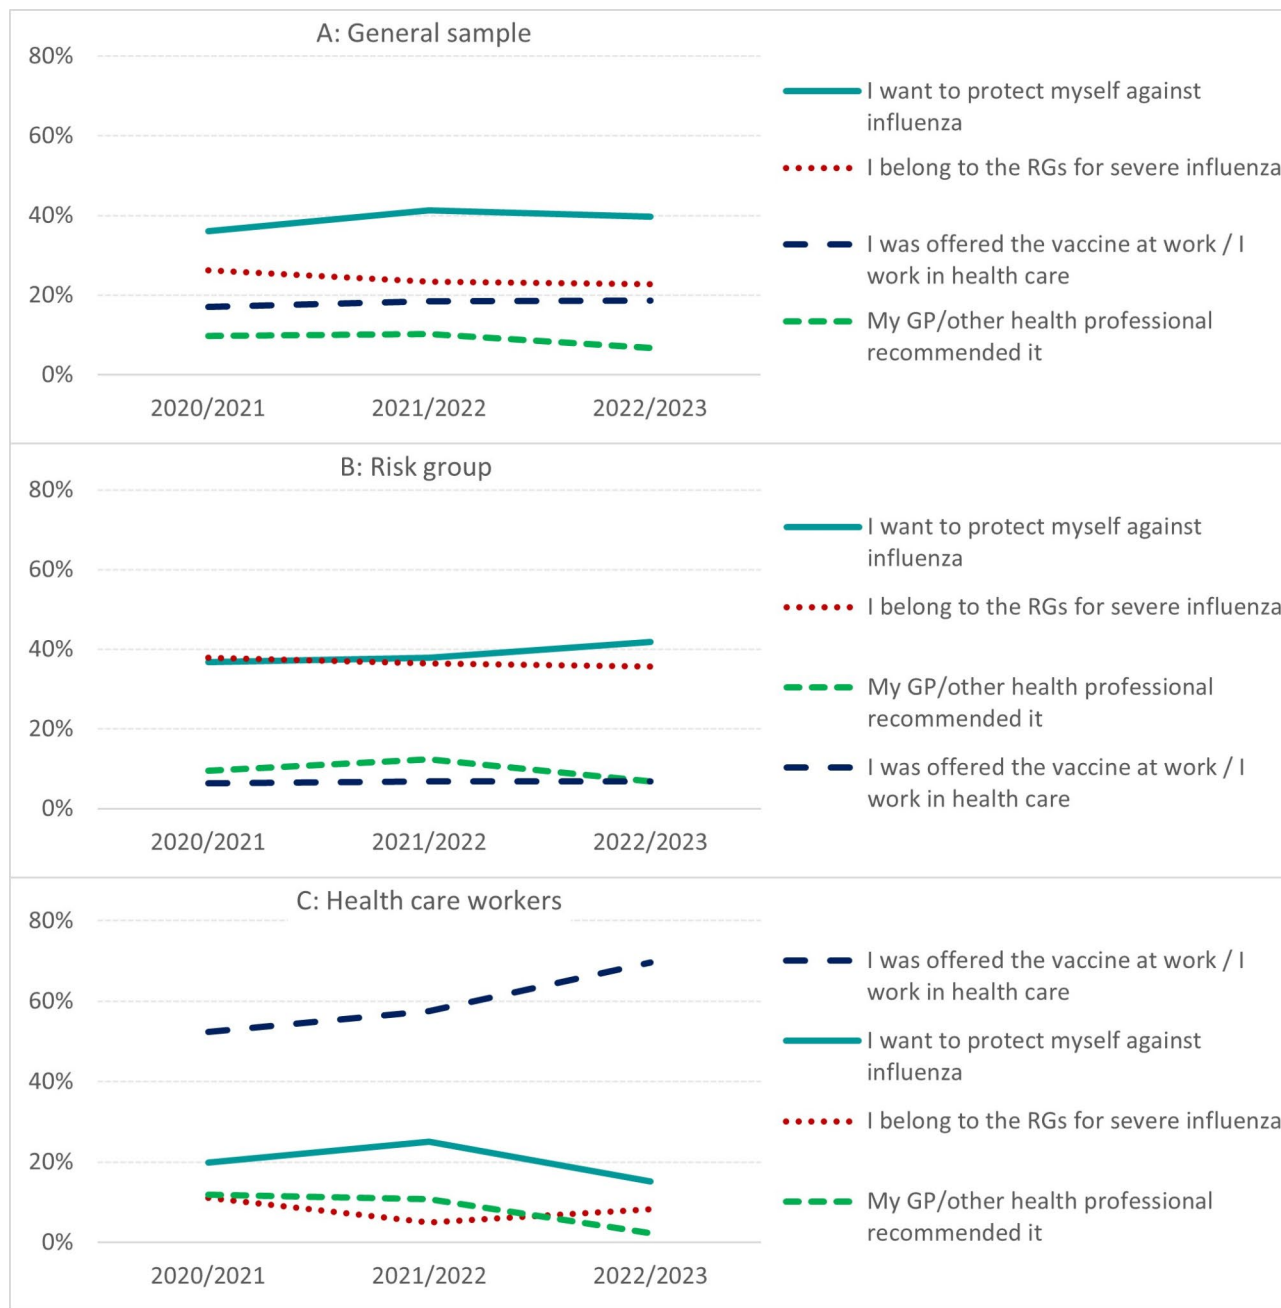 A: General sample
80%
60%
40%
20%
0%
2020/2021
2021/2022
2022/2023
I want to protect myself against
influenza
I belong to the RGs for severe influenza
I was offered the vaccine at work / I
work in health care
My GP/other health professional
recommended it
B: Risk group
80%
60%
40%
20%
0%
2020/2021
2021/2022
2022/2023
I want to protect myself against
influenza
I belong to the RGs for severe influenza
My GP/other health professional
recommended it
I was offered the vaccine at work / I
work in health care
C: Health care workers
80%
60%
40%
20%
0%
2020/2021
2021/2022
2022/2023
I was offered the vaccine at work / I
work in health care
I want to protect myself against
influenza
I belong to the RGs for severe influenza
My GP/other health professional
recommended it